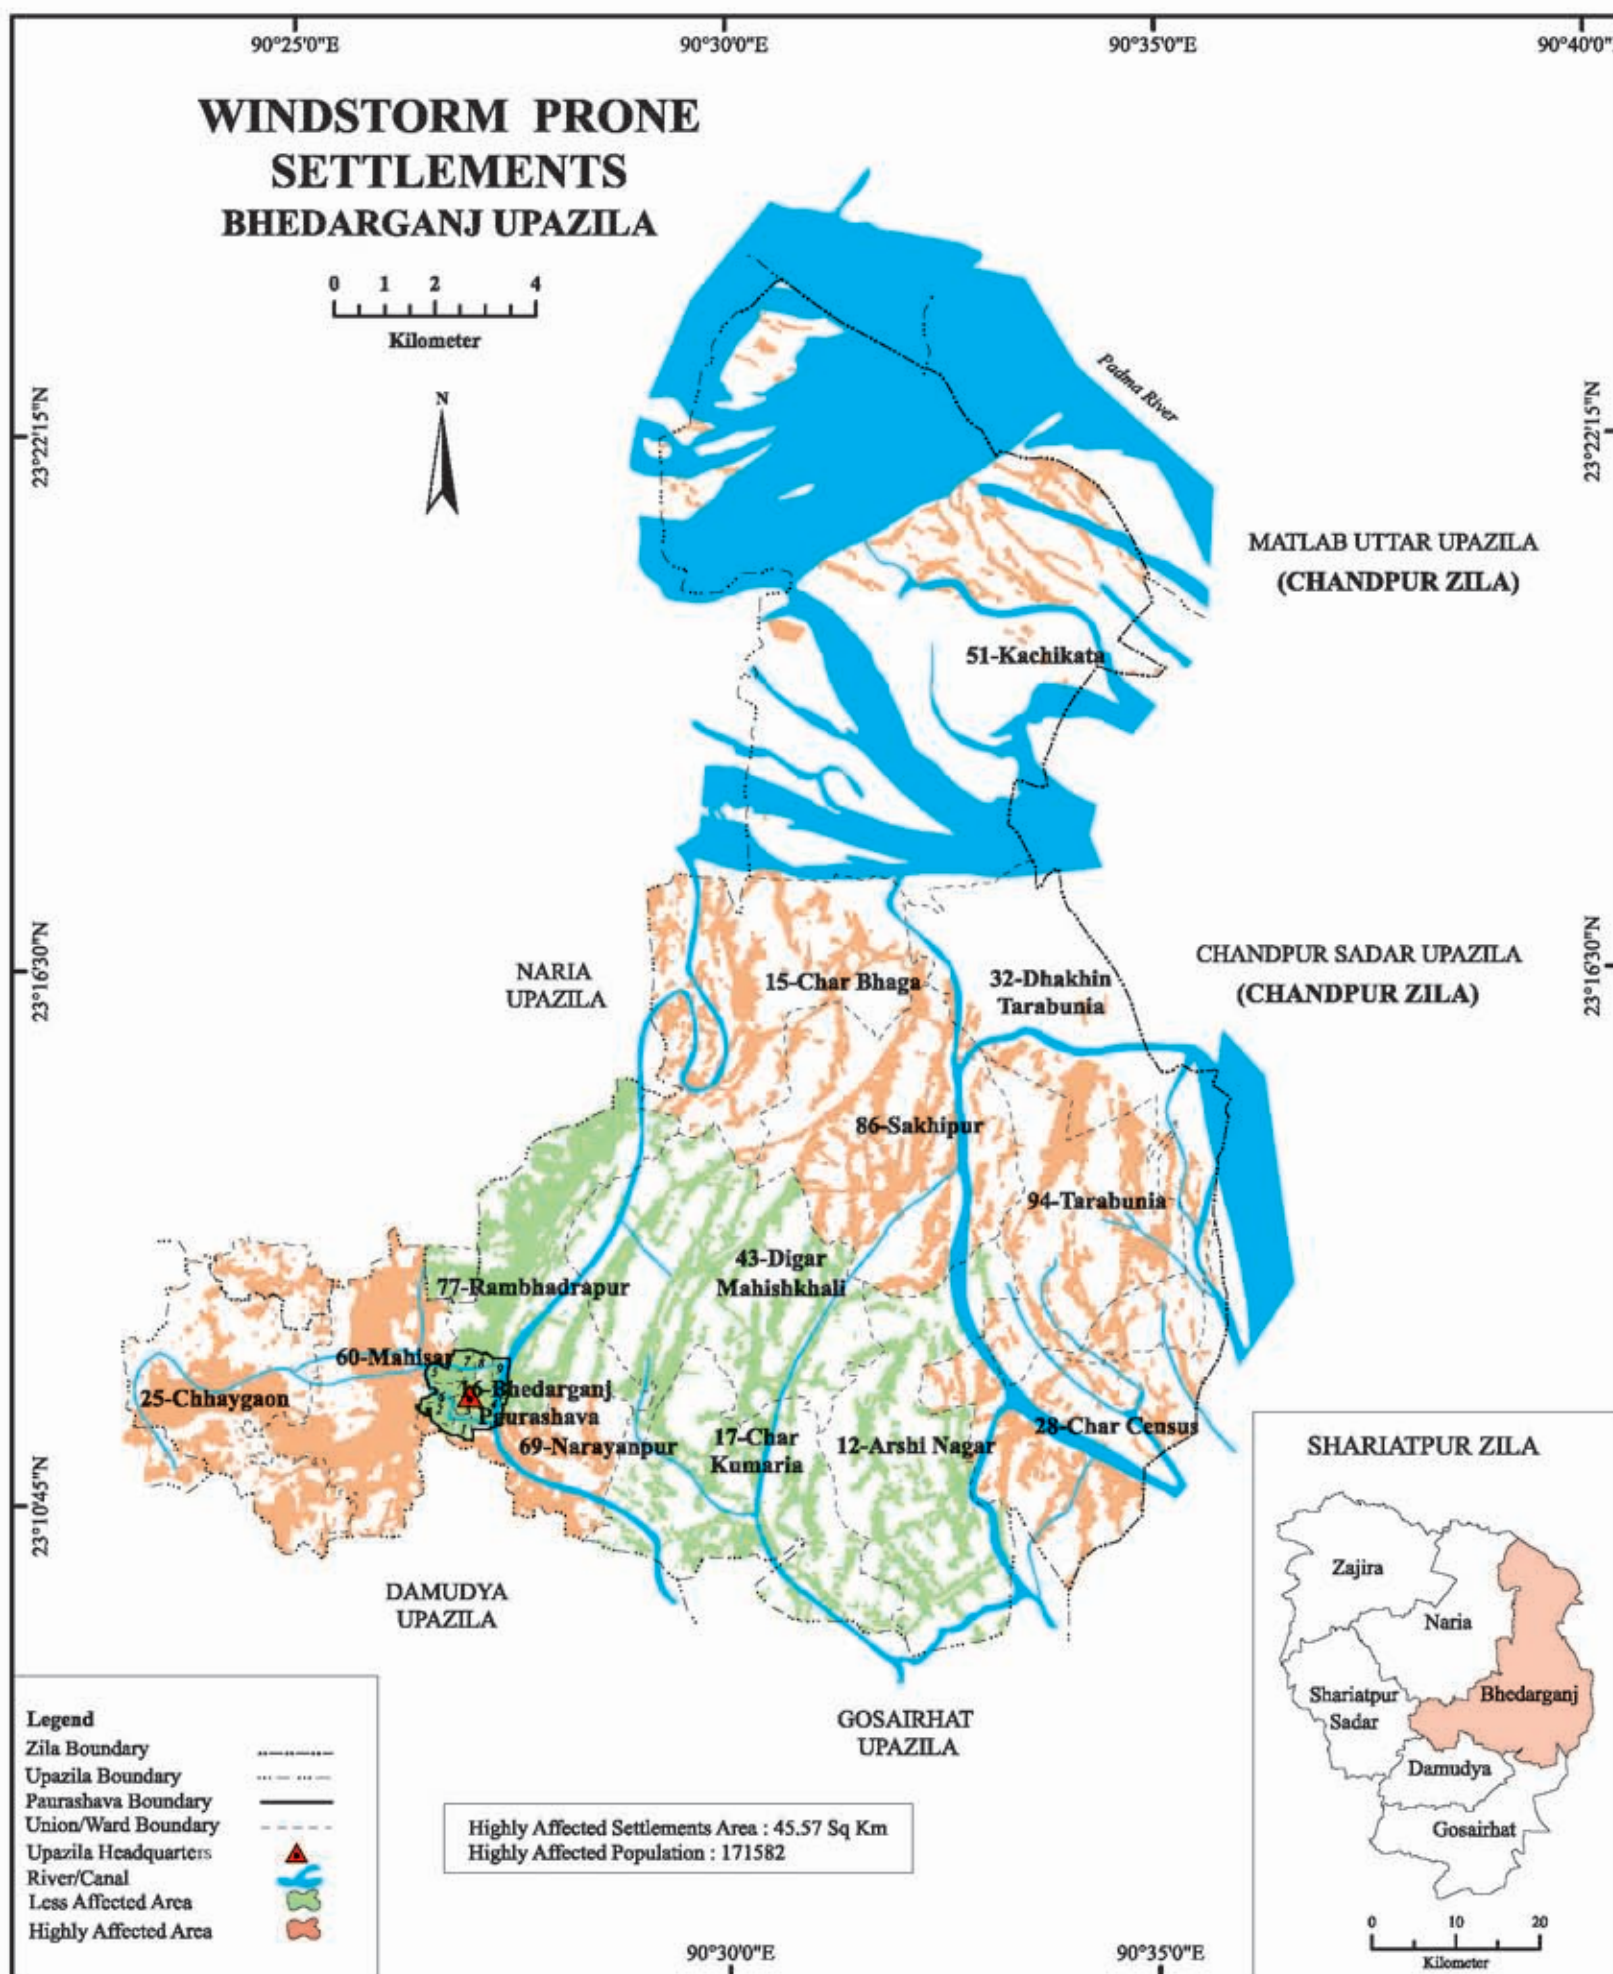 90°25'0"E
90°30'0"E
90°35'0"E
90°40'0"
WINDSTORM PRONE
SETTLEMENTS
BHEDARGANJ UPAZILA
0 1 2 4
Kilometer
N
Padma River
23°22'15"N
23°22'15"N
MATLAB UTTAR UPAZILA
(CHANDPUR ZILA)
51-Kachikata
23°16'30"N
23°16'30"N
NARIA
UPAZILA
15-Char Bhaga
32-Dhakhin
Tarabunia
CHANDPUR SADAR UPAZILA
(CHANDPUR ZILA)
86-Sakhipur
94-Tarabunia
43-Digar
Mahishkhali
77-Rambhadrapur
60-Mahisar
7 8 9
25-Chhaygaon
16-Bhedarganj
Paurashava
69-Narayanpur
17-Char
Kumaria
12-Arshi Nagar
28-Char Census
23°10'45"N
DAMUDYA
UPAZILA
GOSAIRHAT
UPAZILA
SHARIATPUR ZILA
Zajira
Naria
Shariatpur
Sadar
Bhedarganj
Damudya
Gosairhat
0 10 20
Kilometer
Legend
Zila Boundary
Upazila Boundary
Paurashava Boundary
Union/Ward Boundary
Upazila Headquarters
River/Canal
Less Affected Area
Highly Affected Area
Highly Affected Settlements Area : 45.57 Sq Km
Highly Affected Population : 171582
90°30'0"E
90°35'0"E